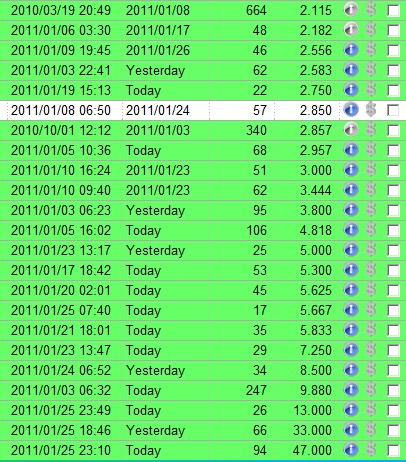 2010/03/19 20:49 2011/01/08 664 2.115
2011/01/06 03:30 2011/01/17 48 2.182
2011/01/09 19:45 2011/01/26 46 2.556
2011/01/03 22:41 Yesterday 62 2.583
2011/01/19 15:13 Today 22 2.750
2011/01/08 06:50 2011/01/24 57 2.850
2010/10/01 12:12 2011/01/03 340 2.857
2011/01/05 10:36 Today 68 2.957
2011/01/10 16:24 2011/01/23 51 3.000
2011/01/10 09:40 2011/01/23 62 3.444
2011/01/03 06:23 Yesterday 95 3.800
2011/01/05 16:02 Today 106 4.818
2011/01/23 13:17 Yesterday 25 5.000
2011/01/17 18:42 Today 53 5.300
2011/01/20 02:01 Today 45 5.625
2011/01/25 07:40 Today 17 5.667
2011/01/21 18:01 Today 35 5.833
2011/01/23 13:47 Today 29 7.250
2011/01/24 06:52 Yesterday 34 8.500
2011/01/03 06:32 Today 247 9.880
2011/01/25 23:49 Today 26 13.000
2011/01/25 18:46 Yesterday 66 33.000
2011/01/25 23:10 Today 94 47.000